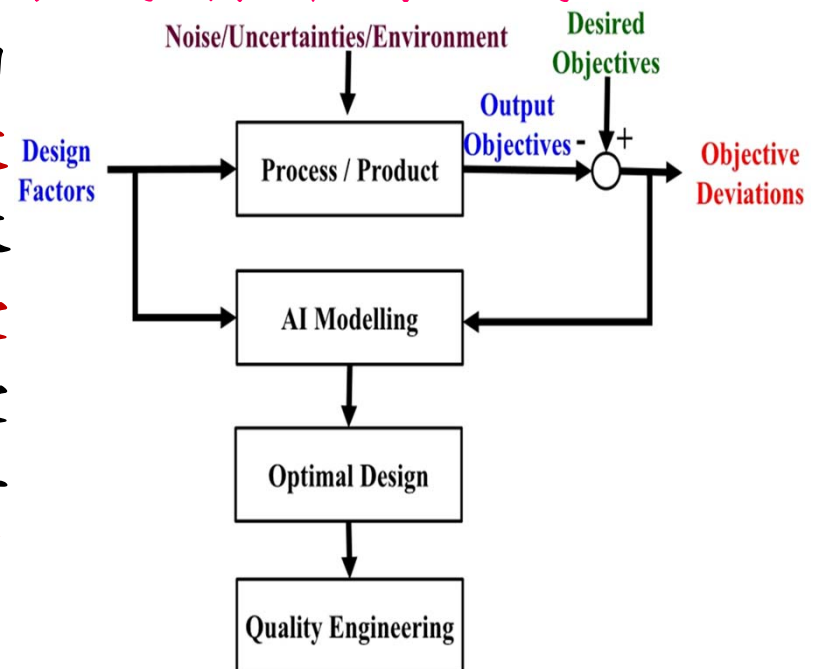 Noise/Uncertainties/Environment
Desired
Objectives
Output
Objectives
-
+
Design
Factors
Process / Product
Objective
Deviations
AI Modelling
Optimal Design
Quality Engineering